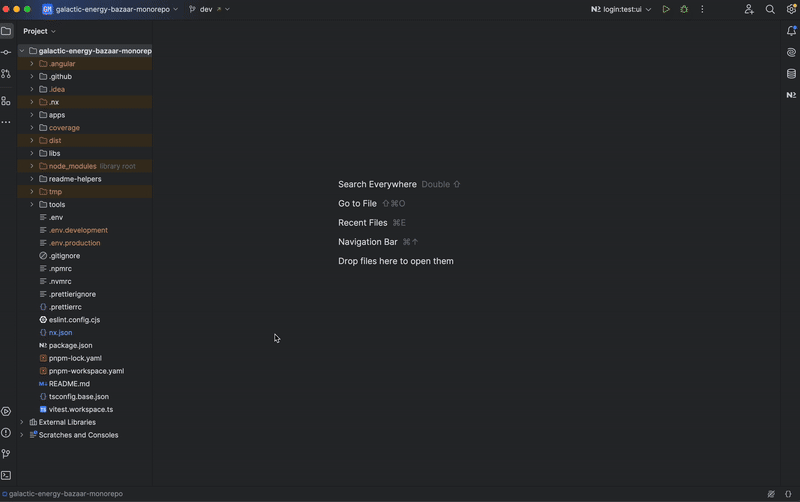 GM galactic-energy-bazaar-monorepo dev login:test:ui
Project
galactic-energy-bazaar-monorep
.angular
.github
.idea
.nx
apps
coverage
dist
libs
node_modules library root
readme-helpers
tmp
tools
.env
.env.development
.env.production
.gitignore
.npmrc
.nvmrc
.prettierignore
.prettierrc
eslint.config.cjs
nx.json
package.json
pnpm-lock.yaml
pnpm-workspace.yaml
README.md
tsconfig.base.json
vitest.workspace.ts
External Libraries
Scratches and Consoles
Search Everywhere Double ⇧
Go to File ⇧⌘O
Recent Files ⌘E
Navigation Bar ⌘↑
Drop files here to open them
galactic-energy-bazaar-monorepo